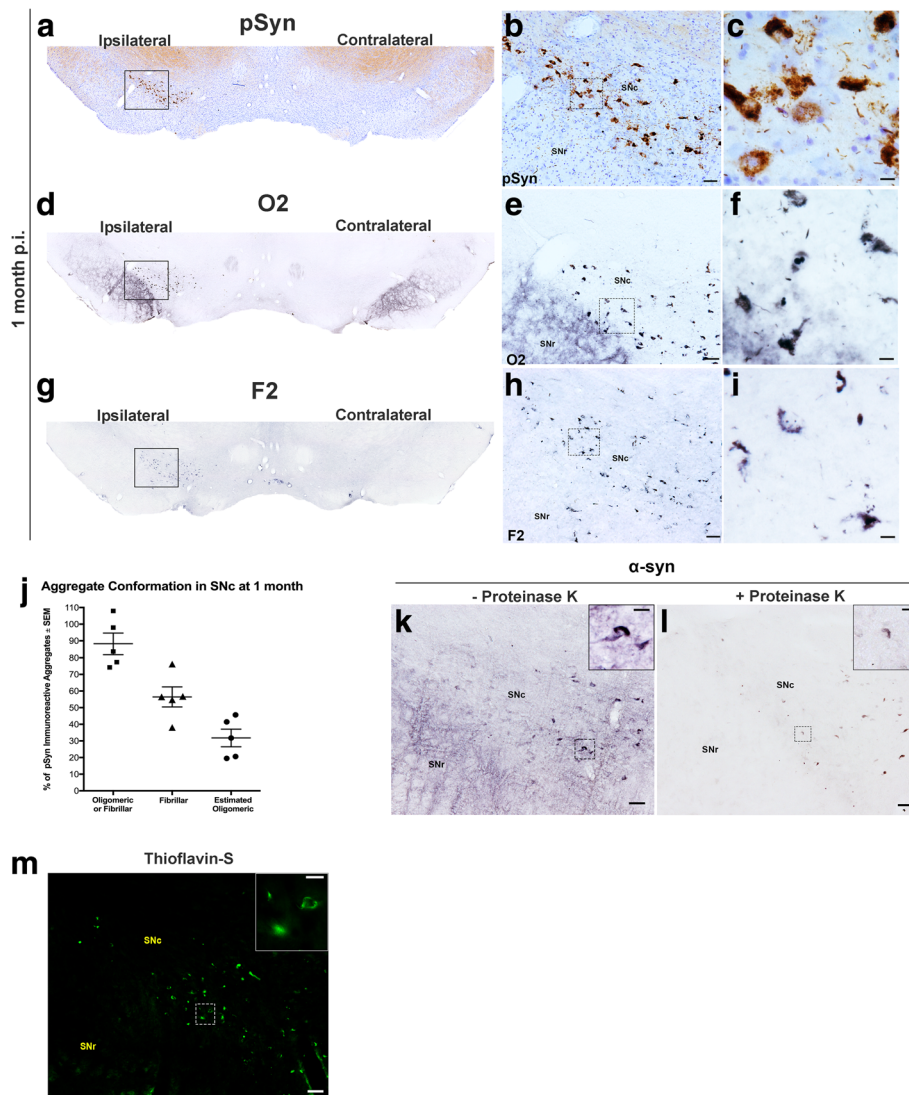 1 month p.i.
a
pSyn
Ipsilateral
Contralateral
b
SNc
SNr
pSyn
c
d
O2
Ipsilateral
Contralateral
e
SNc
SNr
O2
f
g
F2
Ipsilateral
Contralateral
h
SNc
SNr
F2
i
j
Aggregate Conformation in SNc at 1 month
% of pSyn Immunoreactive Aggregates ± SEM
110
100
90
80
70
60
50
40
30
20
10
0
Oligomeric
or Fibrillar
Fibrillar
Estimated
Oligomeric
α-syn
- Proteinase K
+ Proteinase K
k
SNc
SNr
l
SNc
SNr
m
Thioflavin-S
SNc
SNr